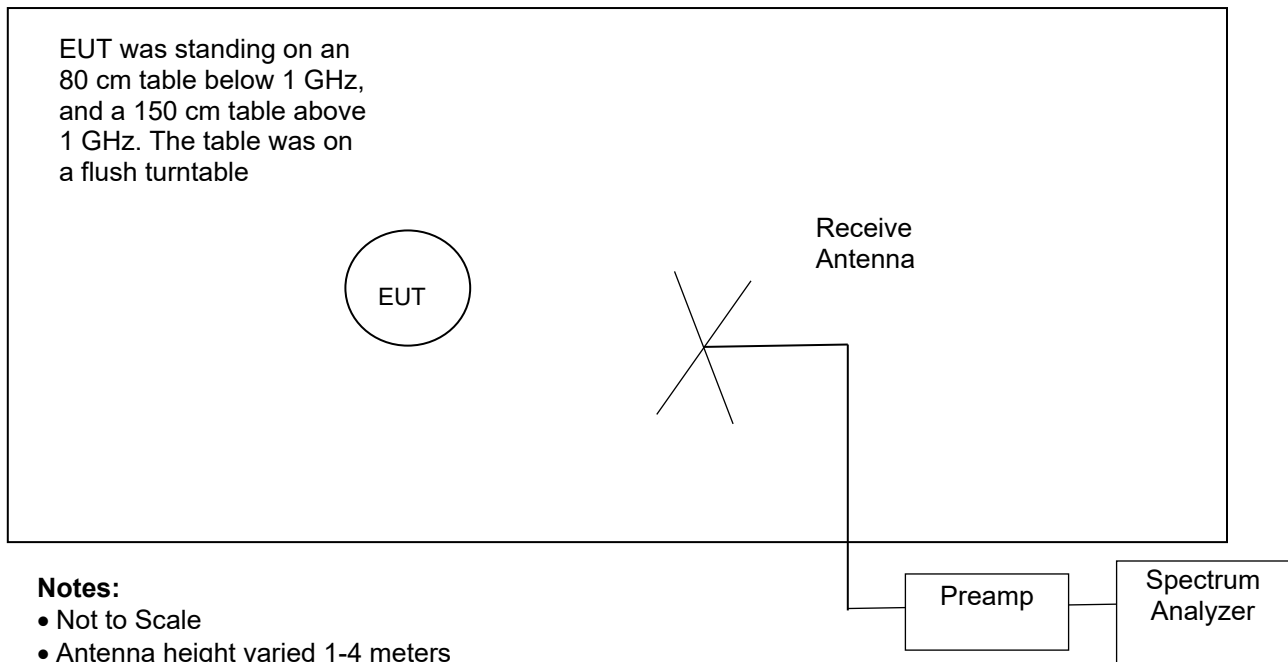 EUT was standing on an
80 cm table below 1 GHz,
and a 150 cm table above
1 GHz. The table was on
a flush turntable
Receive
Antenna
EUT
Preamp
Spectrum
Analyzer
Notes:
• Not to Scale
• Antenna height varied 1-4 meters